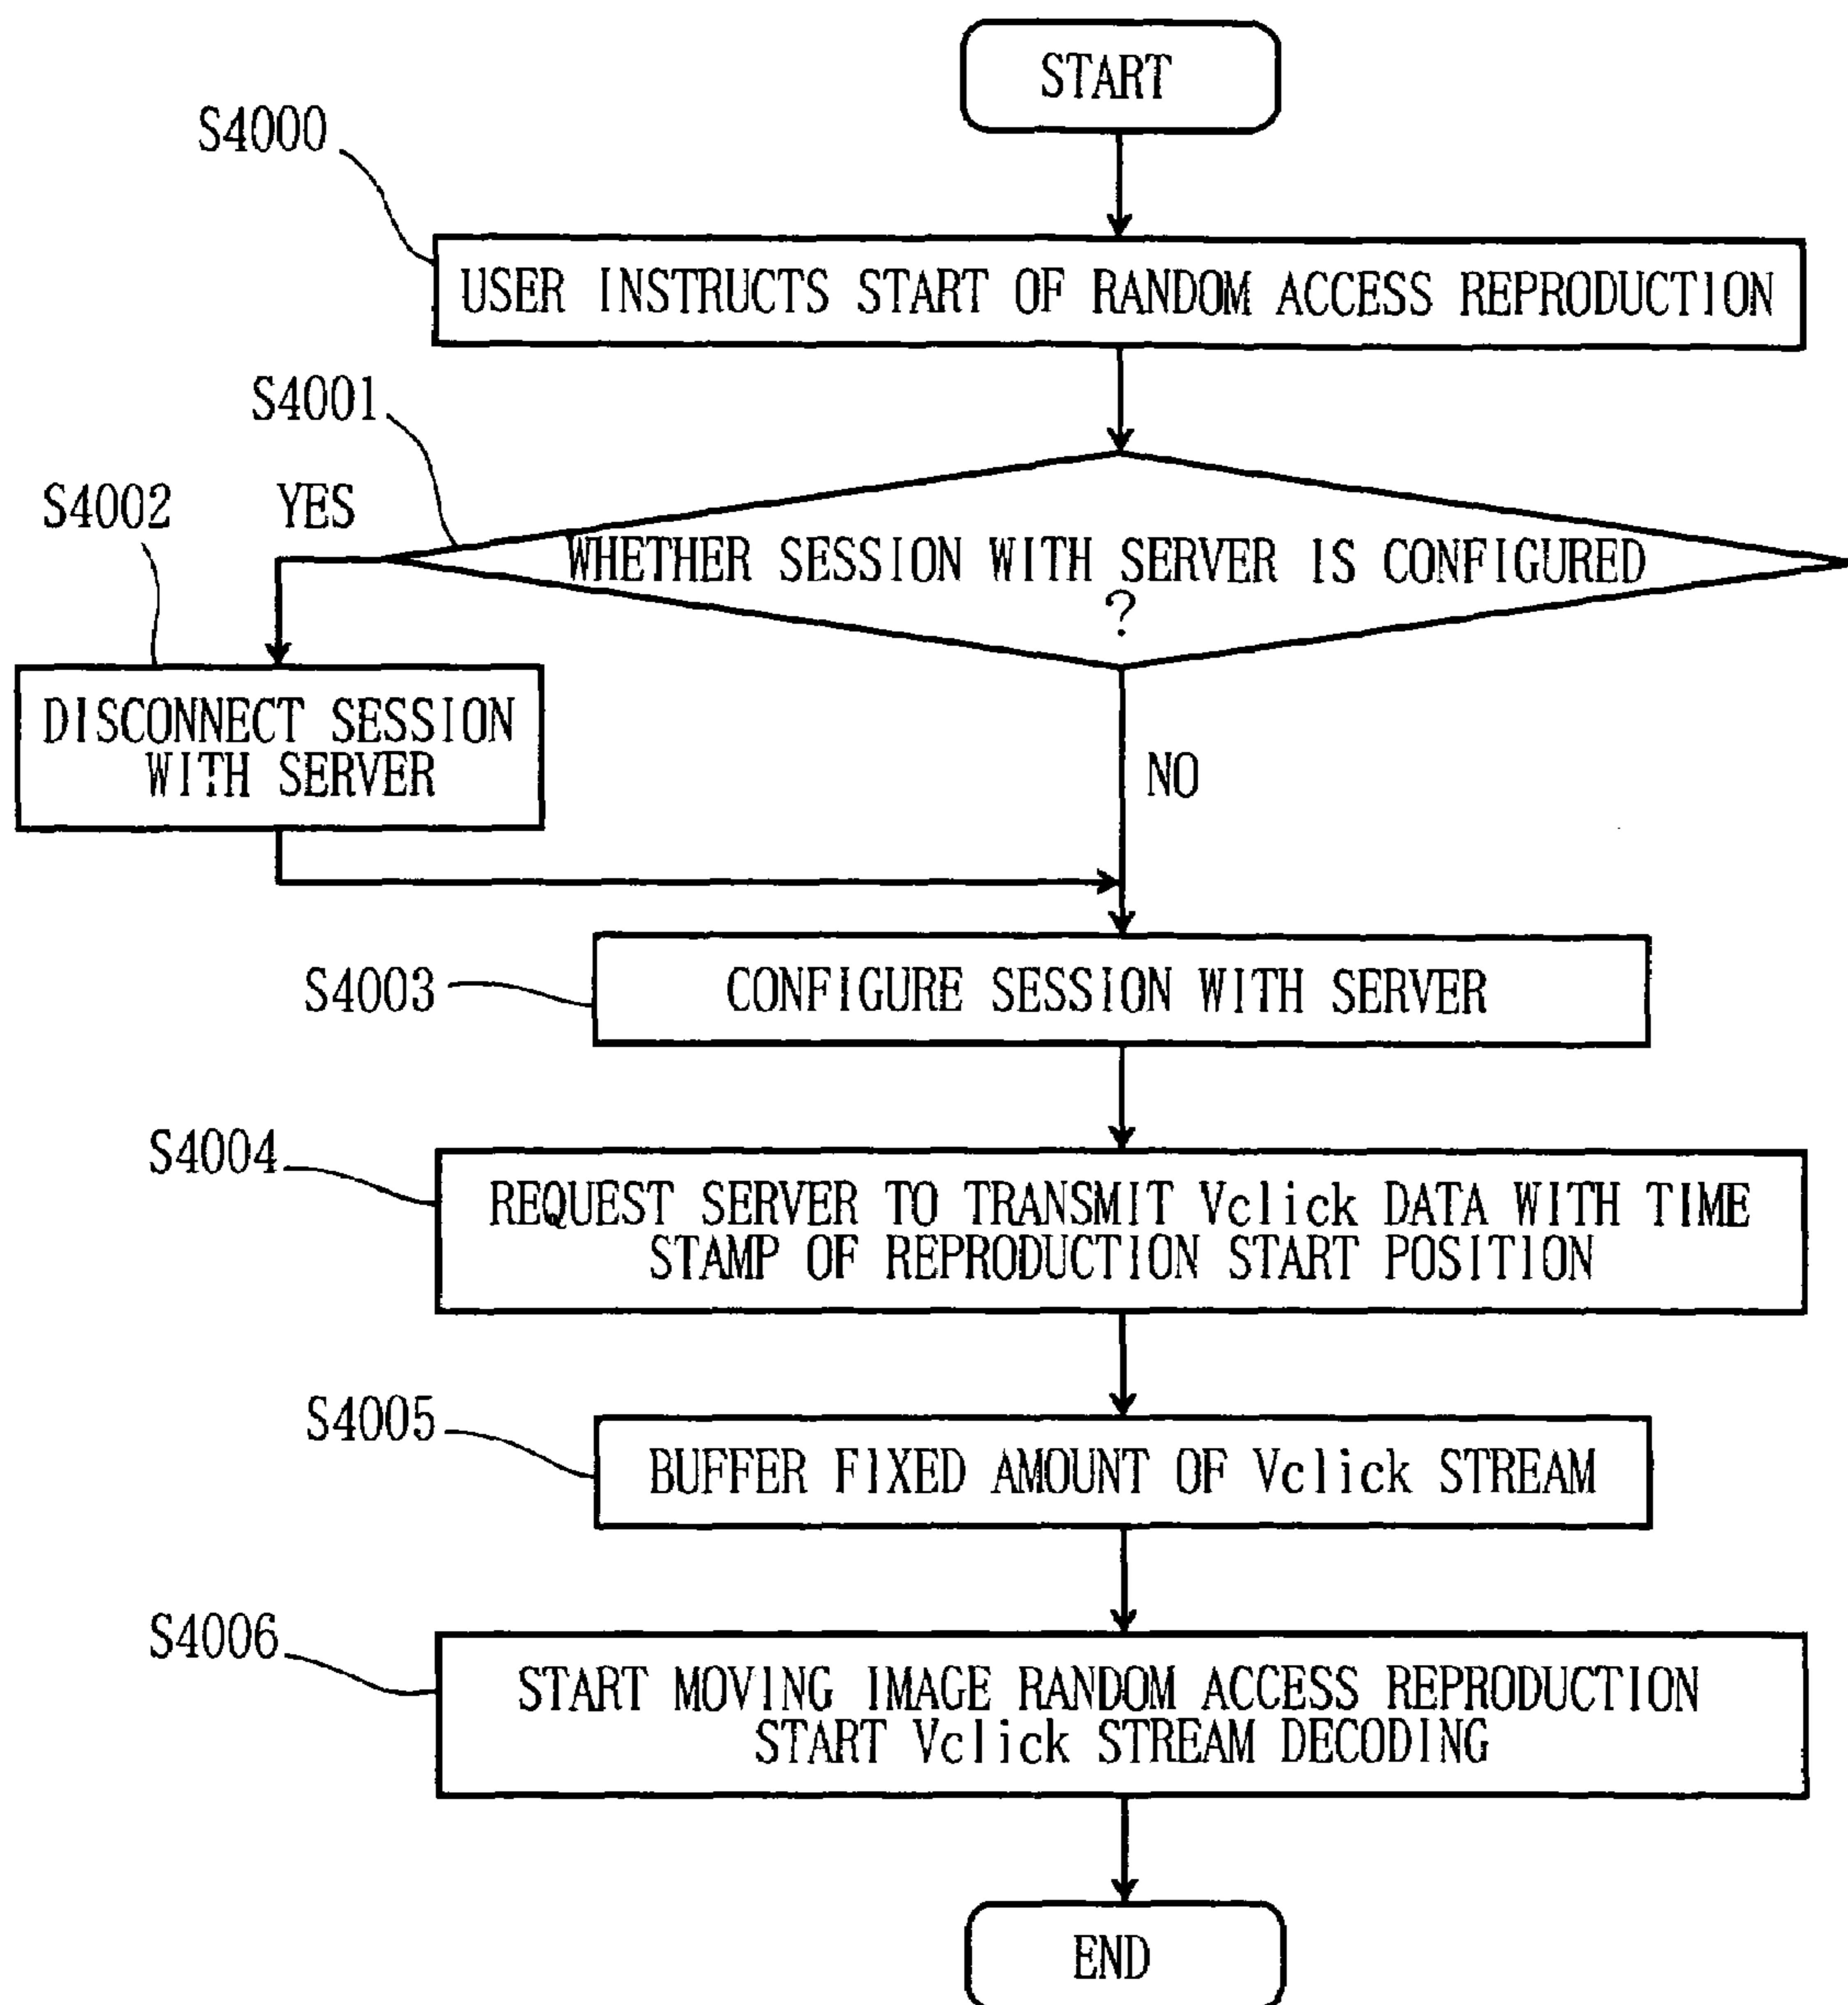 START
S4000
USER INSTRUCTS START OF RANDOM ACCESS REPRODUCTION
S4001
S4002
YES
WHETHER SESSION WITH SERVER IS CONFIGURED
?
DISCONNECT SESSION
WITH SERVER
NO
S4003
CONFIGURE SESSION WITH SERVER
S4004
REQUEST SERVER TO TRANSMIT Vclick DATA WITH TIME
STAMP OF REPRODUCTION START POSITION
S4005
BUFFER FIXED AMOUNT OF Vclick STREAM
S4006
START MOVING IMAGE RANDOM ACCESS REPRODUCTION
START Vclick STREAM DECODING
END